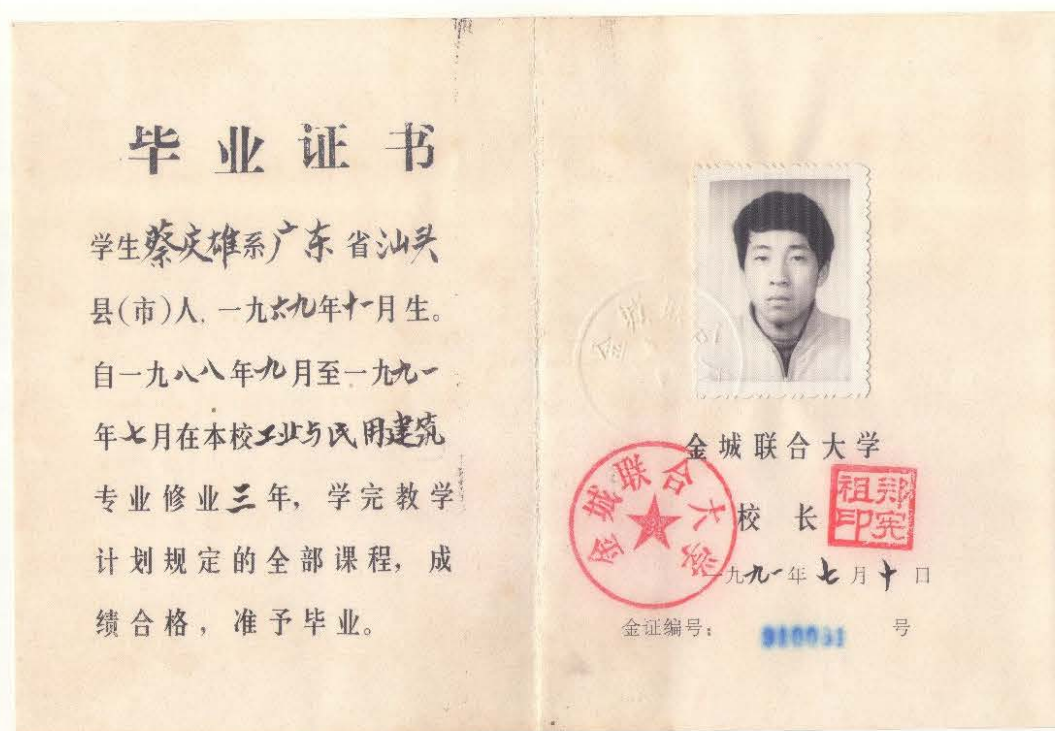 毕业证书
学生蔡庆雄系广东省汕头
县(市)人.一九六九年十一月生。
自一九八八年九月至一九九一
年七月在本校工业与民用建筑
专业修业三年，学完教学
计划规定的全部课程，成
绩合格，准予毕业。
金城联合大学
校长
祖印
宪
金城联合大学
一九九一年七月十日
金证编号： 910031 号
金联